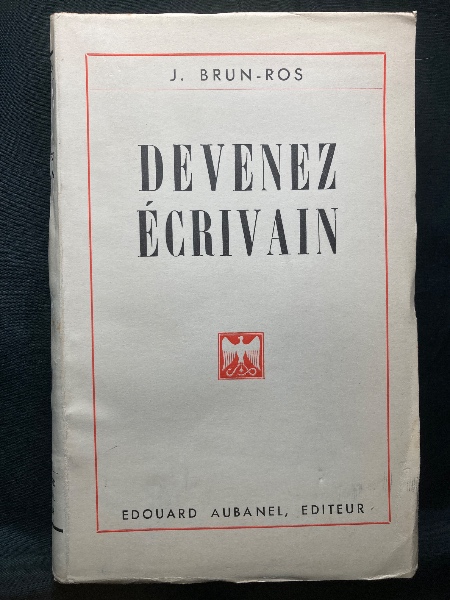 J. BRUN-ROS
DEVENEZ
ÉCRIVAIN
EDOUARD AUBANEL, EDITEUR